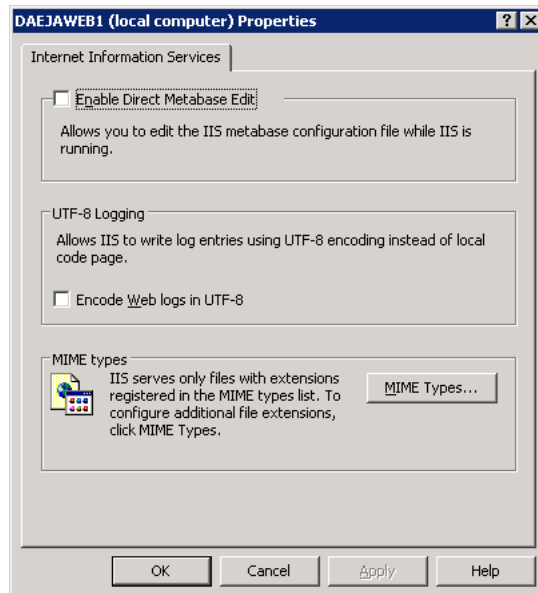 DAEJAWEB1 (local computer) Properties
Internet Information Services
Enable Direct Metabase Edit
Allows you to edit the IIS metabase configuration file while IIS is
running.
UTF-8 Logging
Allows IIS to write log entries using UTF-8 encoding instead of local
code page.
Encode Web logs in UTF-8
MIME types
IIS serves only files with extensions
registered in the MIME types list. To
configure additional file extensions,
click MIME Types.
MIME Types...
OK Cancel Apply Help